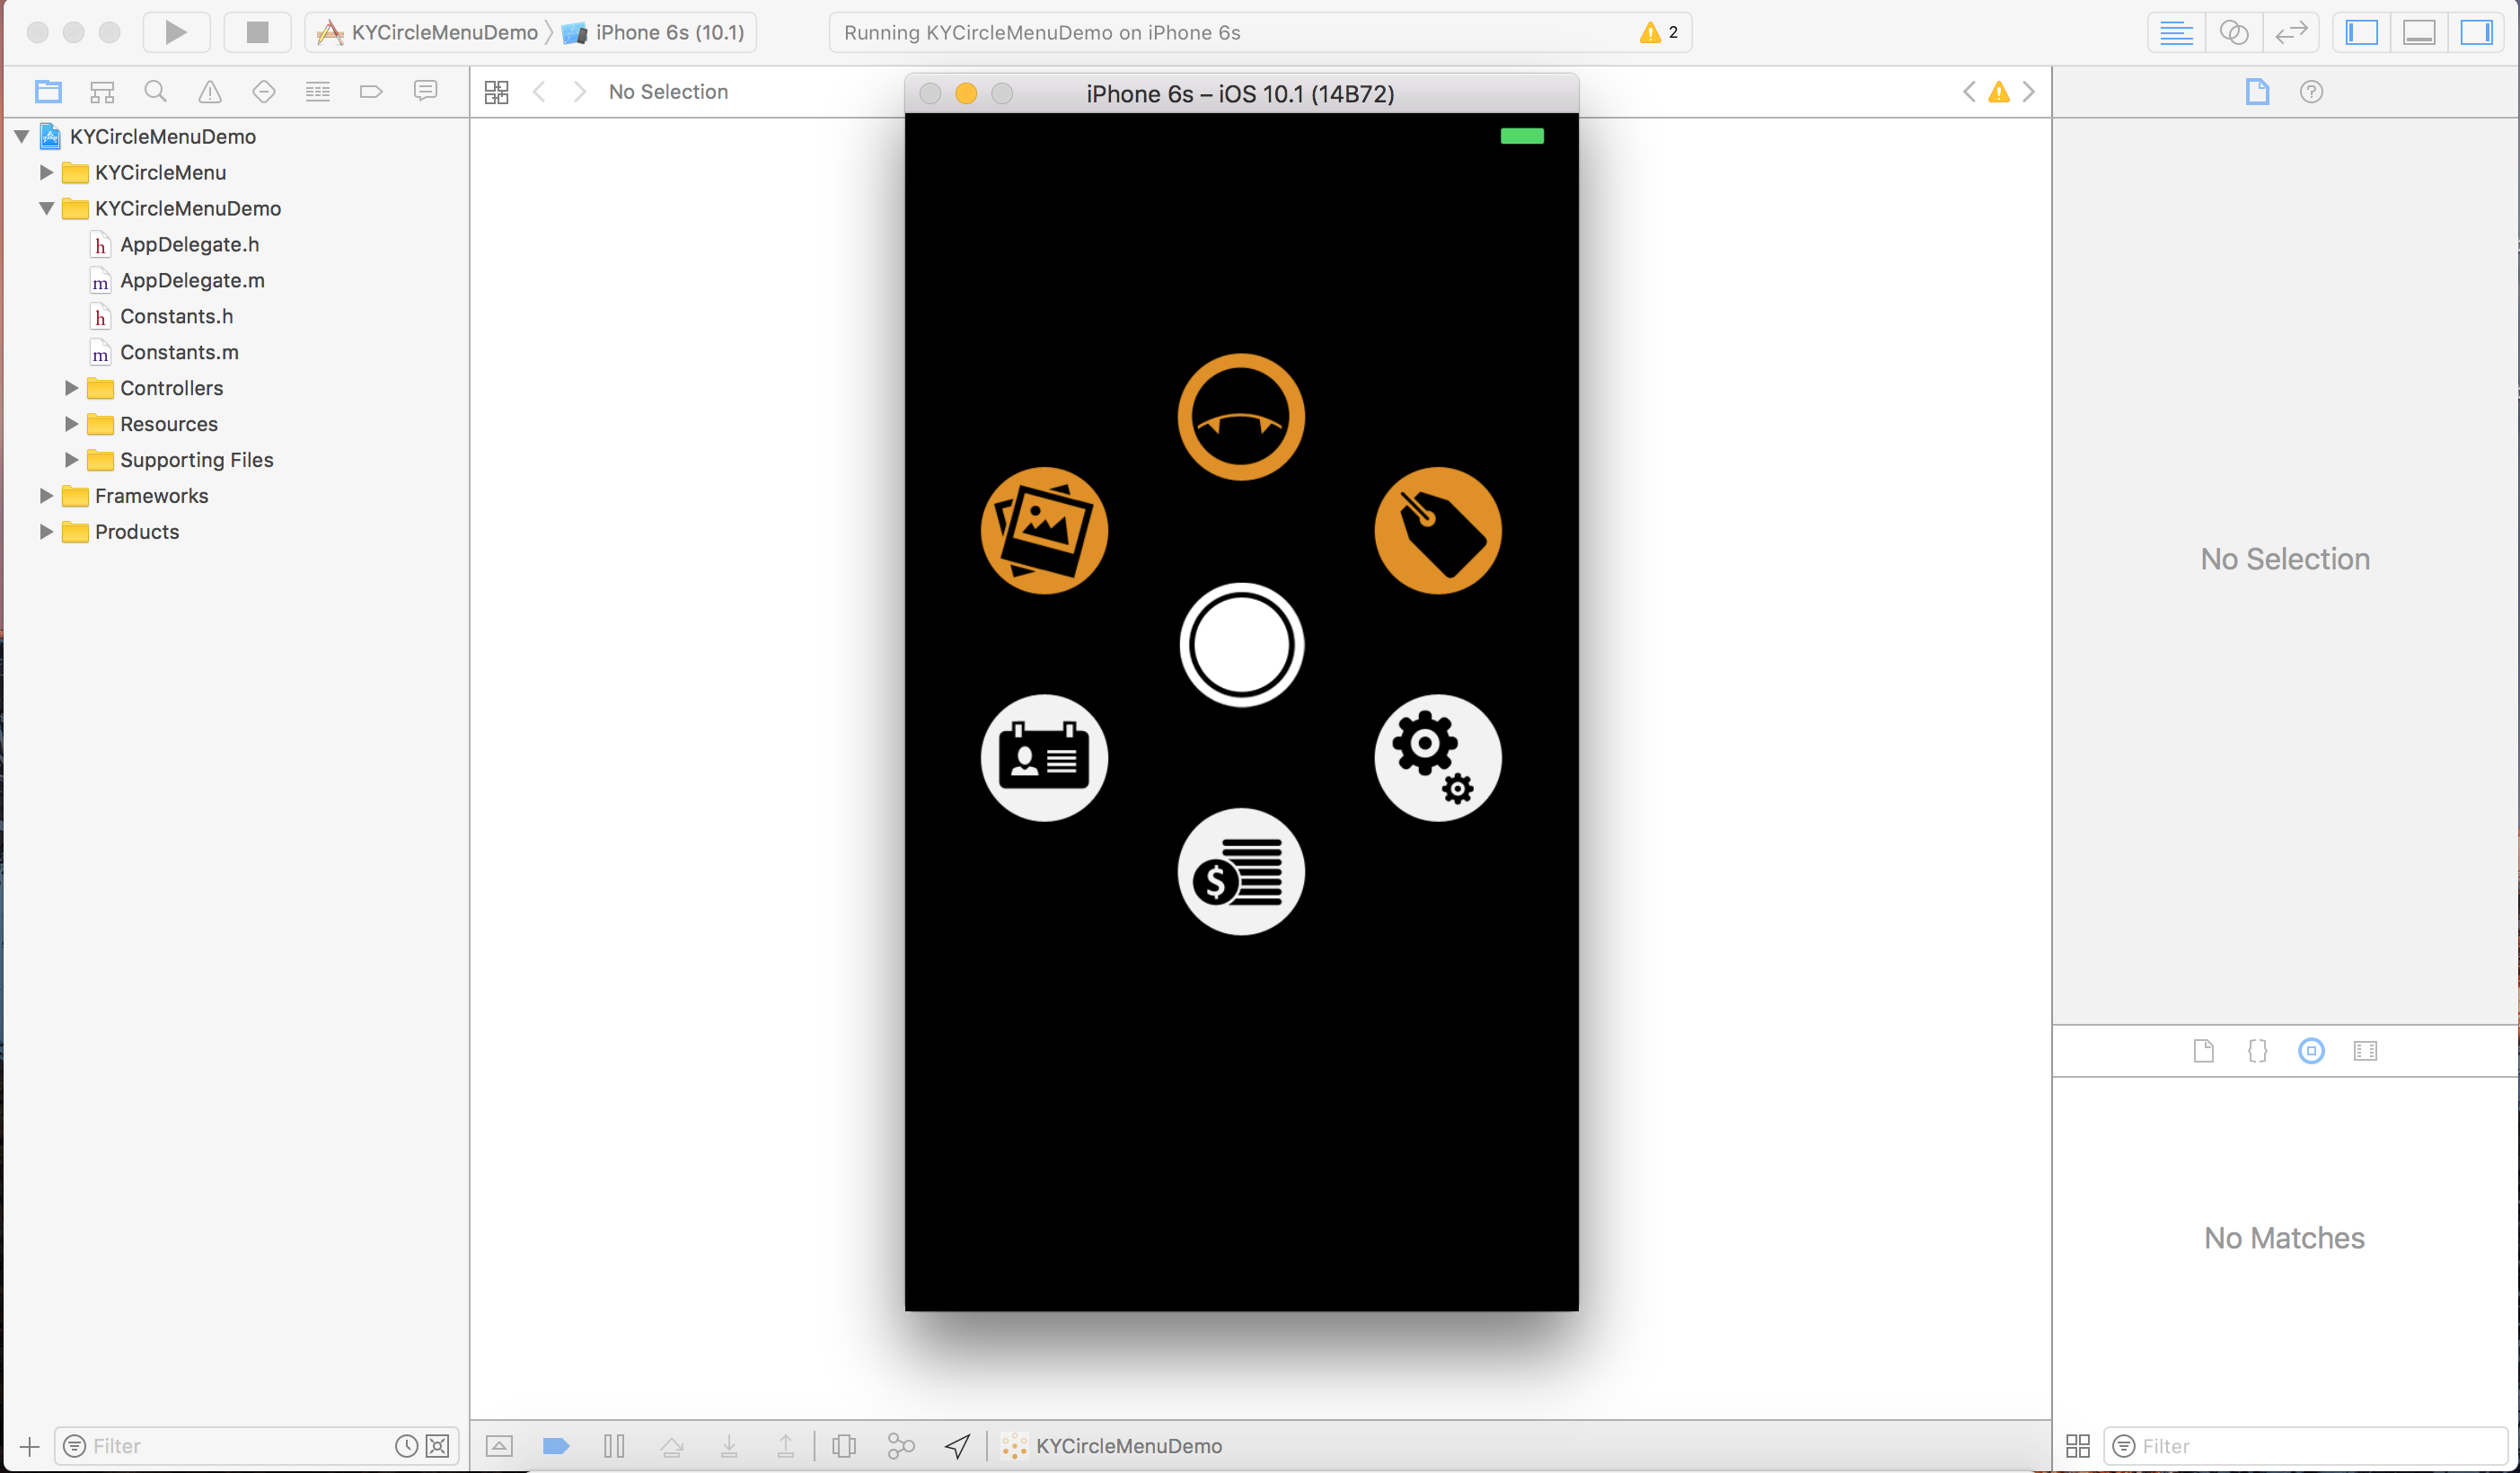 KYCircleMenuDemo
iPhone 6s (10.1)
Running KYCircleMenuDemo on iPhone 6s
2
No Selection
iPhone 6s – iOS 10.1 (14B72)
KYCircleMenuDemo
KYCircleMenu
KYCircleMenuDemo
h AppDelegate.h
m AppDelegate.m
h Constants.h
m Constants.m
Controllers
Resources
Supporting Files
Frameworks
Products
$
No Selection
No Matches
Filter
KYCircleMenuDemo
Filter